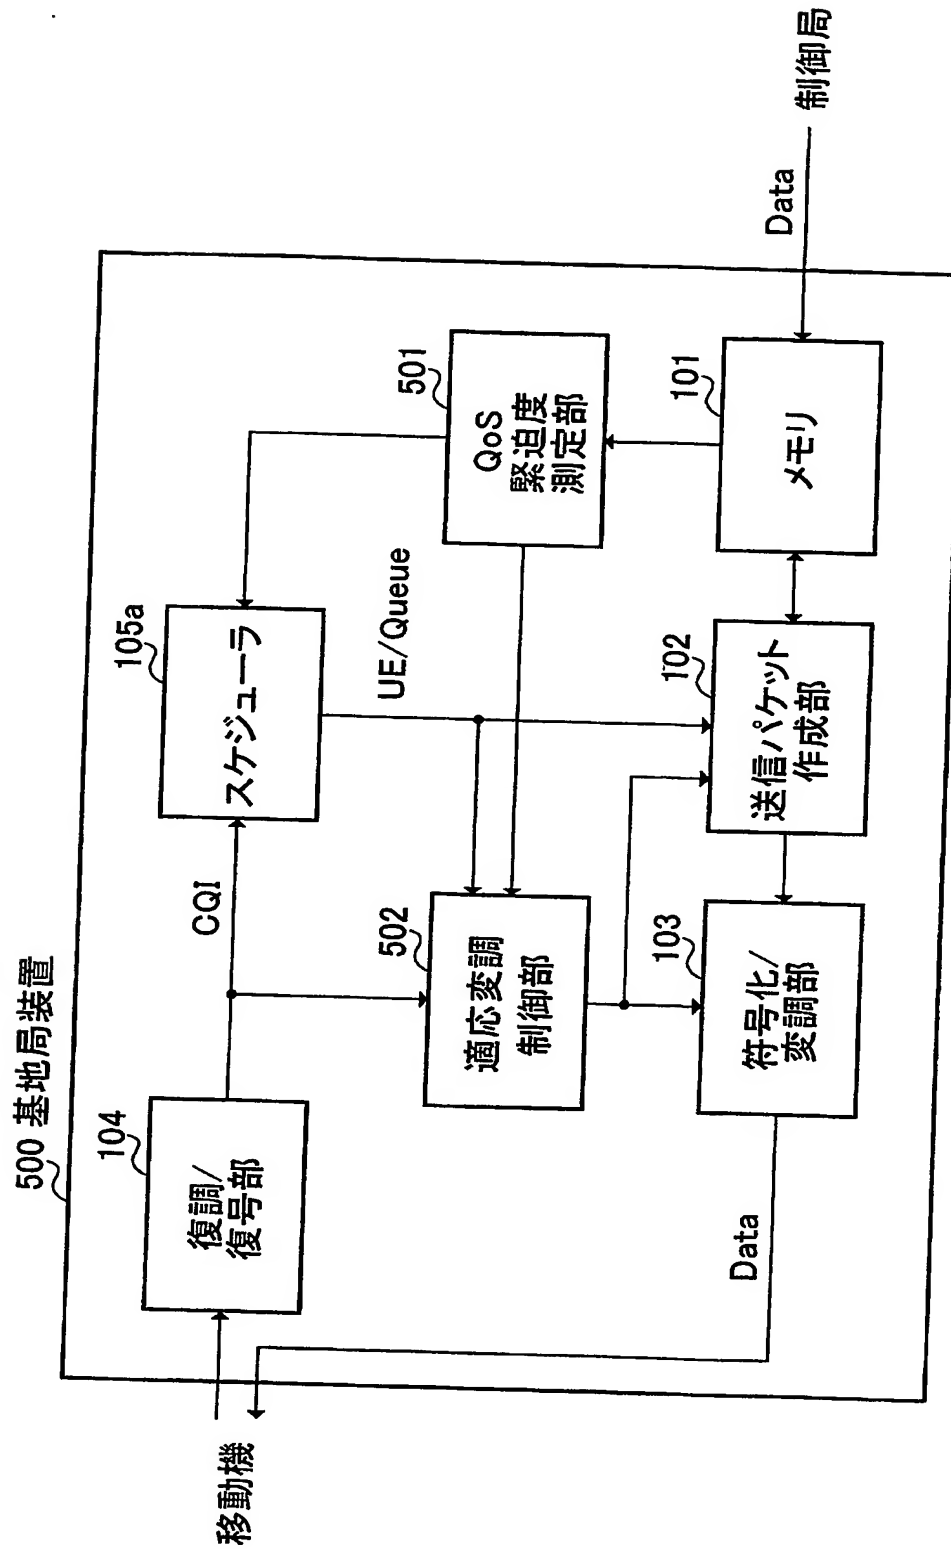 500 基地局装置
移動機
104
復調/
復号部
CQI
105a
スケジューラ
UE/Queue
502
適応変調
制御部
501
QoS
緊迫度
測定部
Data
103
符号化/
変調部
102
送信パケット
作成部
101
メモリ
Data
制御局